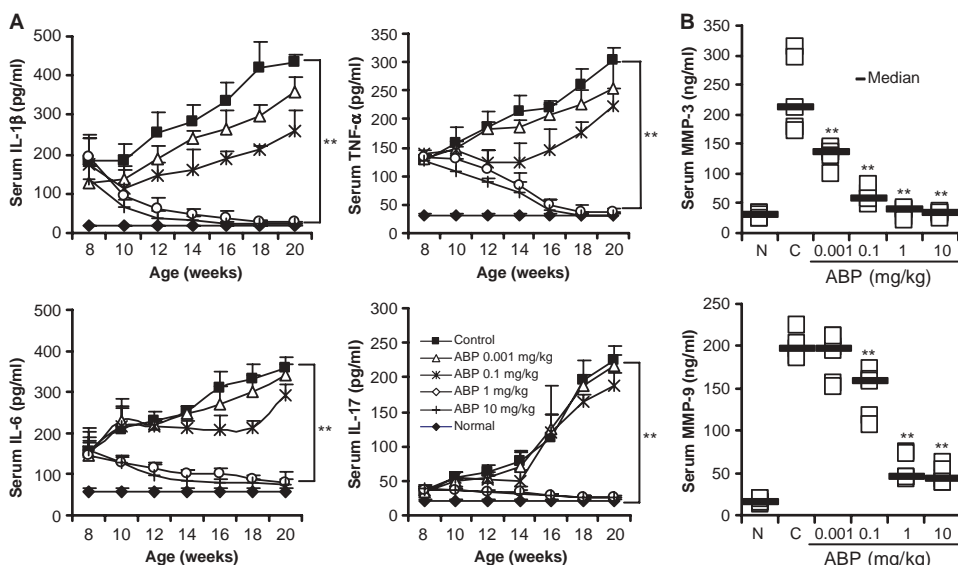 A
Serum IL-1β (pg/ml)
500
400
300
200
100
0
8 10 12 14 16 18 20
Age (weeks)
**
Serum TNF-α (pg/ml)
350
300
250
200
150
100
50
0
8 10 12 14 16 18 20
Age (weeks)
**
Serum IL-6 (pg/ml)
500
400
300
200
100
0
8 10 12 14 16 18 20
Age (weeks)
**
Serum IL-17 (pg/ml)
300
250
200
150
100
50
0
8 10 12 14 16 18 20
Age (weeks)
Control
ABP 0.001 mg/kg
ABP 0.1 mg/kg
ABP 1 mg/kg
ABP 10 mg/kg
Normal
**
B
Serum MMP-3 (ng/ml)
350
300
250
200
150
100
50
0
Median
** ** ** **
N C 0.001 0.1 1 10
ABP (mg/kg)
Serum MMP-9 (ng/ml)
250
200
150
100
50
0
** ** **
N C 0.001 0.1 1 10
ABP (mg/kg)